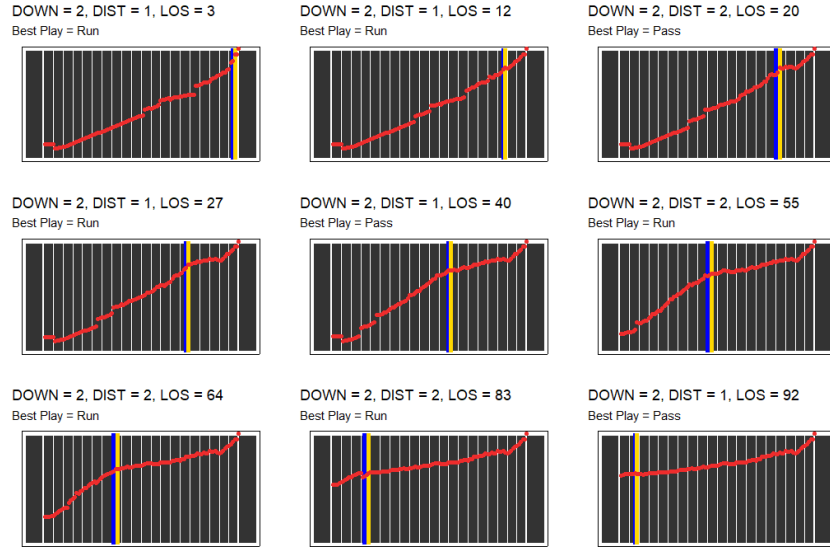 DOWN = 2, DIST = 1, LOS = 3
Best Play = Run
DOWN = 2, DIST = 1, LOS = 12
Best Play = Run
DOWN = 2, DIST = 2, LOS = 20
Best Play = Pass
DOWN = 2, DIST = 1, LOS = 27
Best Play = Run
DOWN = 2, DIST = 1, LOS = 40
Best Play = Pass
DOWN = 2, DIST = 2, LOS = 55
Best Play = Run
DOWN = 2, DIST = 2, LOS = 64
Best Play = Run
DOWN = 2, DIST = 2, LOS = 83
Best Play = Run
DOWN = 2, DIST = 1, LOS = 92
Best Play = Pass